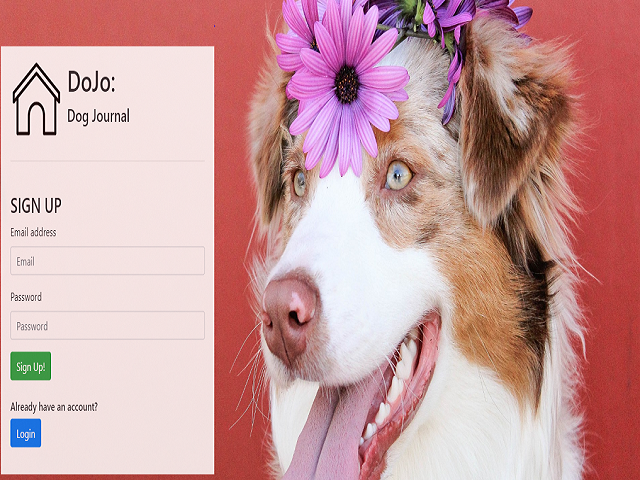 DoJo:
Dog Journal
SIGN UP
Email address
Email
Password
Password
Sign Up!
Already have an account?
Login